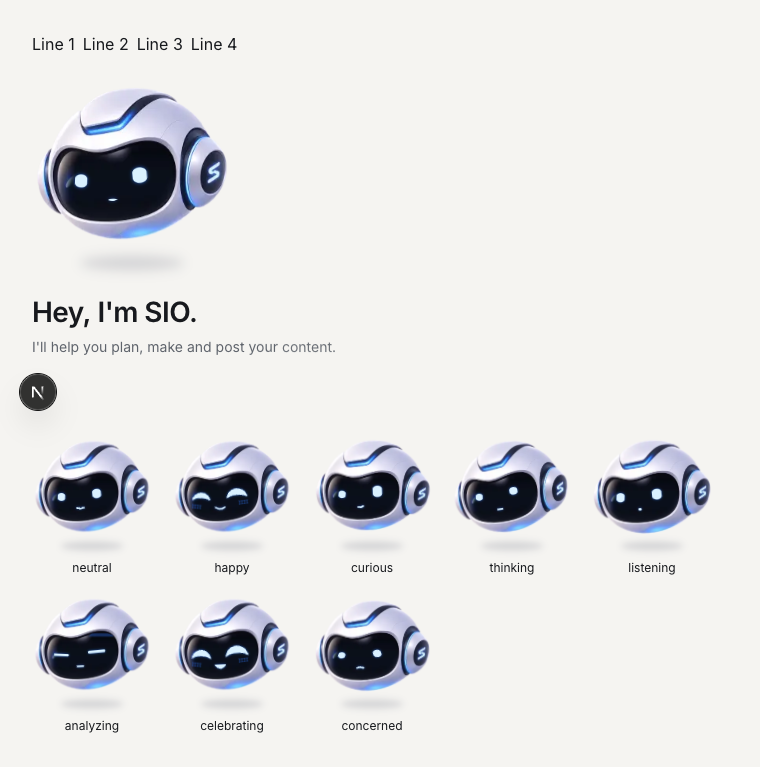 Line 1 Line 2 Line 3 Line 4
S
Hey, I'm SIO.
I'll help you plan, make and post your content.
N
S S S S S
neutral happy curious thinking listening
S S S
analyzing celebrating concerned